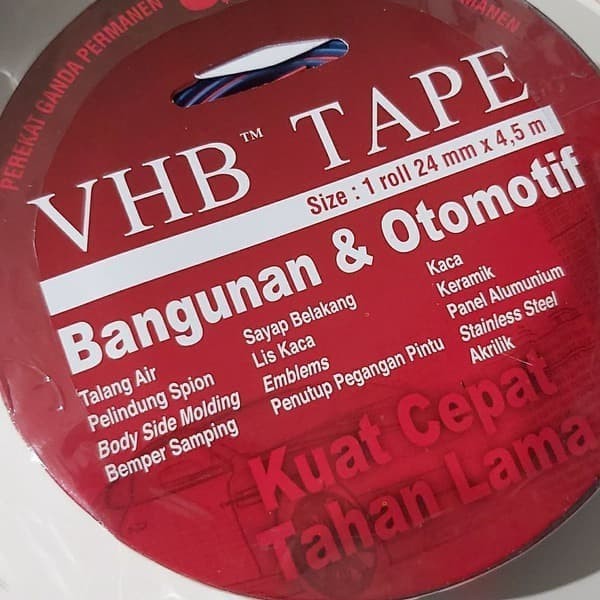 PEREKAT GANDA PERMANEN
MANEN
VHB™ TAPE
Size : 1 roll 24 mm x 4,5 m
Bangunan & Otomotif
Talang Air
Pelindung Spion
Body Side Molding
Bemper Samping
Sayap Belakang
Lis Kaca
Emblems
Penutup Pegangan Pintu
Kaca
Keramik
Panel Alumunium
Stainless Steel
Akrilik
Kuat Cepat
Tahan Lama